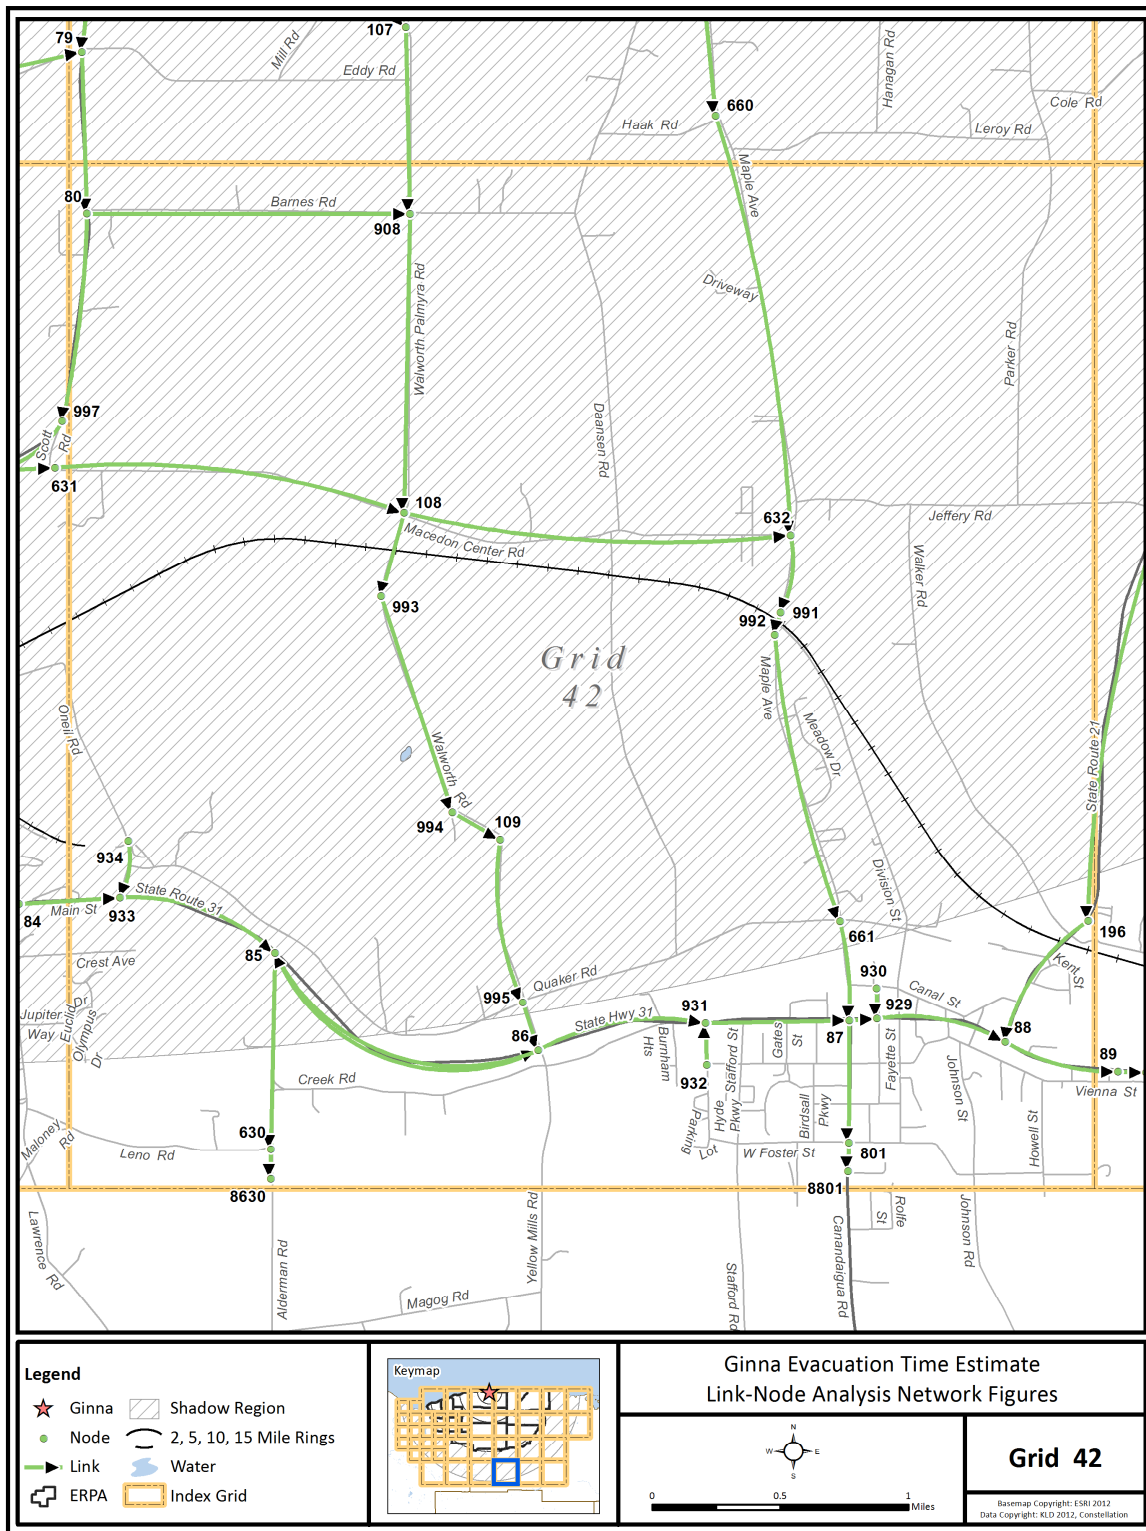 79
107
Mill Rd
Eddy Rd
Hanagan Rd
660
Cole Rd
Haak Rd
Leroy Rd
Maple Ave
80
Barnes Rd
908
Walworth Palmyra Rd
Driveway
Parker Rd
997
Scott
Rd
Daansen Rd
631
108
632
Jeffery Rd
Macedon Center Rd
Walker Rd
993
991
992
Grid
42
Maple Ave
Oneil Rd
Meadow Dr
State Route 21
Walworth
Rd
994
109
934
Division St
State Route 31
84
Main St
933
661
196
85
Crest Ave
Kent
St
Quaker Rd
930
995
Canal St
Jupiter
Way
Euclid Dr
Olympus
Dr
State Hwy 31
931
929
86
87
88
Burnham
Hts
Stafford St
Gates
St
Fayette St
Johnson St
89
Vienna St
Creek Rd
932
Hyde
Pkwy
Birdsall
Pkwy
Howell St
Maloney
Rd
630
Leno Rd
Parking
Lot
W Foster St
801
8630
8801
Lawrence Rd
Alderman Rd
Yellow Mills Rd
Stafford Rd
Canandaigua Rd
Rolfe
St
Johnson Rd
Magog Rd
Legend
Ginna
Shadow Region
Node
2, 5, 10, 15 Mile Rings
Link
Water
ERPA
Index Grid
Keymap
Ginna Evacuation Time Estimate
Link-Node Analysis Network Figures
N
W
E
S
0
0.5
1
Miles
Grid 42
Basemap Copyright: ESRI 2012
Data Copyright: KLD 2012, Constellation